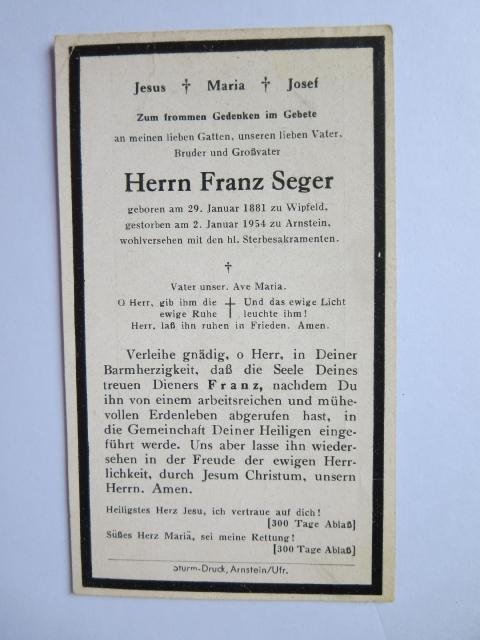 Jesus † Maria † Josef
Zum frommen Gedenken im Gebete
an meinen lieben Gatten, unseren lieben Vater,
Bruder und Großvater
Herrn Franz Seger
geboren am 29. Januar 1881 zu Wipfeld,
gestorben am 2. Januar 1954 zu Arnstein,
wohlversehen mit den hl. Sterbesakramenten.
†
Vater unser. Ave Maria.
O Herr, gib ihm die † Und das ewige Licht
ewige Ruhe leuchte ihm!
Herr, laß ihn ruhen in Frieden. Amen.
Verleihe gnädig, o Herr, in Deiner
Barmherzigkeit, daß die Seele Deines
treuen Dieners Franz, nachdem Du
ihn von einem arbeitsreichen und mühe-
vollen Erdenleben abgerufen hast, in
die Gemeinschaft Deiner Heiligen einge-
führt werde. Uns aber lasse ihn wieder-
sehen in der Freude der ewigen Herr-
lichkeit, durch Jesum Christum, unsern
Herrn. Amen.
Heiligstes Herz Jesu, ich vertraue auf dich!
[300 Tage Ablaß]
Süßes Herz Mariä, sei meine Rettung!
[300 Tage Ablaß]
Sturm-Druck, Arnstein/Ufr.